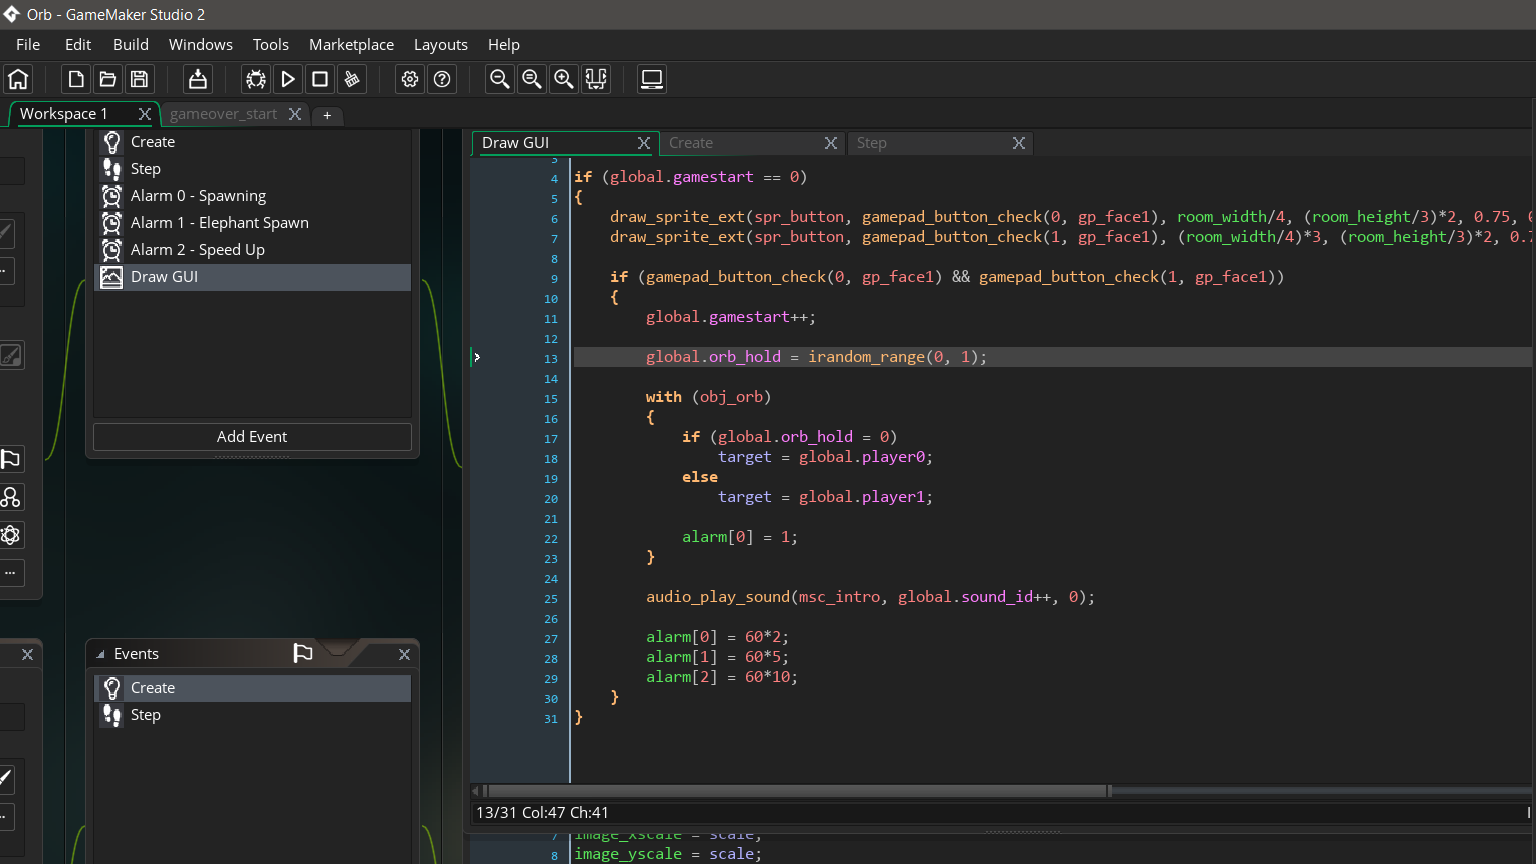 Orb - GameMaker Studio 2
File Edit Build Windows Tools Marketplace Layouts Help
Workspace 1 gameover_start +
Create
Step
Alarm 0 - Spawning
Alarm 1 - Elephant Spawn
Alarm 2 - Speed Up
Draw GUI
Add Event
Events
Create
Step
Draw GUI Create Step
3
4 if (global.gamestart == 0)
5 {
6 draw_sprite_ext(spr_button, gamepad_button_check(0, gp_face1), room_width/4, (room_height/3)*2, 0.75,
7 draw_sprite_ext(spr_button, gamepad_button_check(1, gp_face1), (room_width/4)*3, (room_height/3)*2,
8
9 if (gamepad_button_check(0, gp_face1) && gamepad_button_check(1, gp_face1))
10 {
11 global.gamestart++;
12
13 global.orb_hold = irandom_range(0, 1);
14
15 with (obj_orb)
16 {
17 if (global.orb_hold = 0)
18 target = global.player0;
19 else
20 target = global.player1;
21
22 alarm[0] = 1;
23 }
24
25 audio_play_sound(msc_intro, global.sound_id++, 0);
26
27 alarm[0] = 60*2;
28 alarm[1] = 60*5;
29 alarm[2] = 60*10;
30 }
31 }
13/31 Col:47 Ch:41
7 image_xscale = scale;
8 image_yscale = scale;